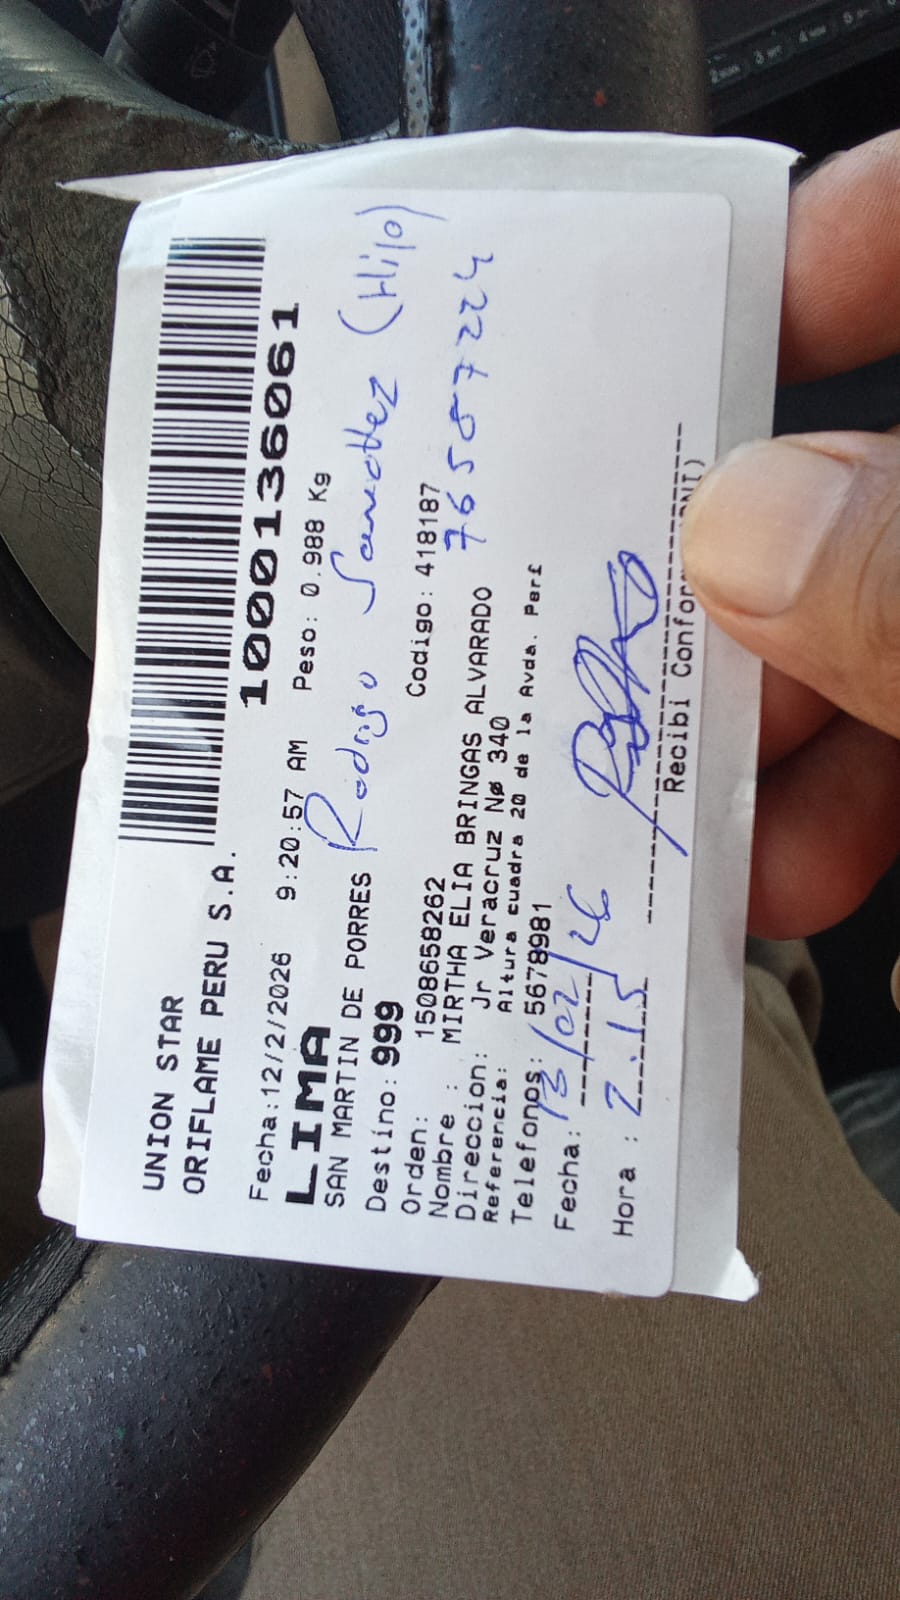 UNION STAR
ORIFLAME PERU S.A.
1000136061
Fecha:12/2/2026 9:20:57 AM Peso: 0.988 Kg
LIMA
SAN MARTIN DE PORRES Rodrigo Sanchez (Hijo)
Destino: 999
Orden: 1508658262 Codigo: 418187
Nombre : MIRTHA ELIA BRINGAS ALVARADO
76507224
Direccion: Jr Veracruz Nø 340
Referencia: Altura cuadra 20 de la Avda. Perf
Telefonos: 5678981
Fecha: 13/02/26
Hora : 2:15
Recibi